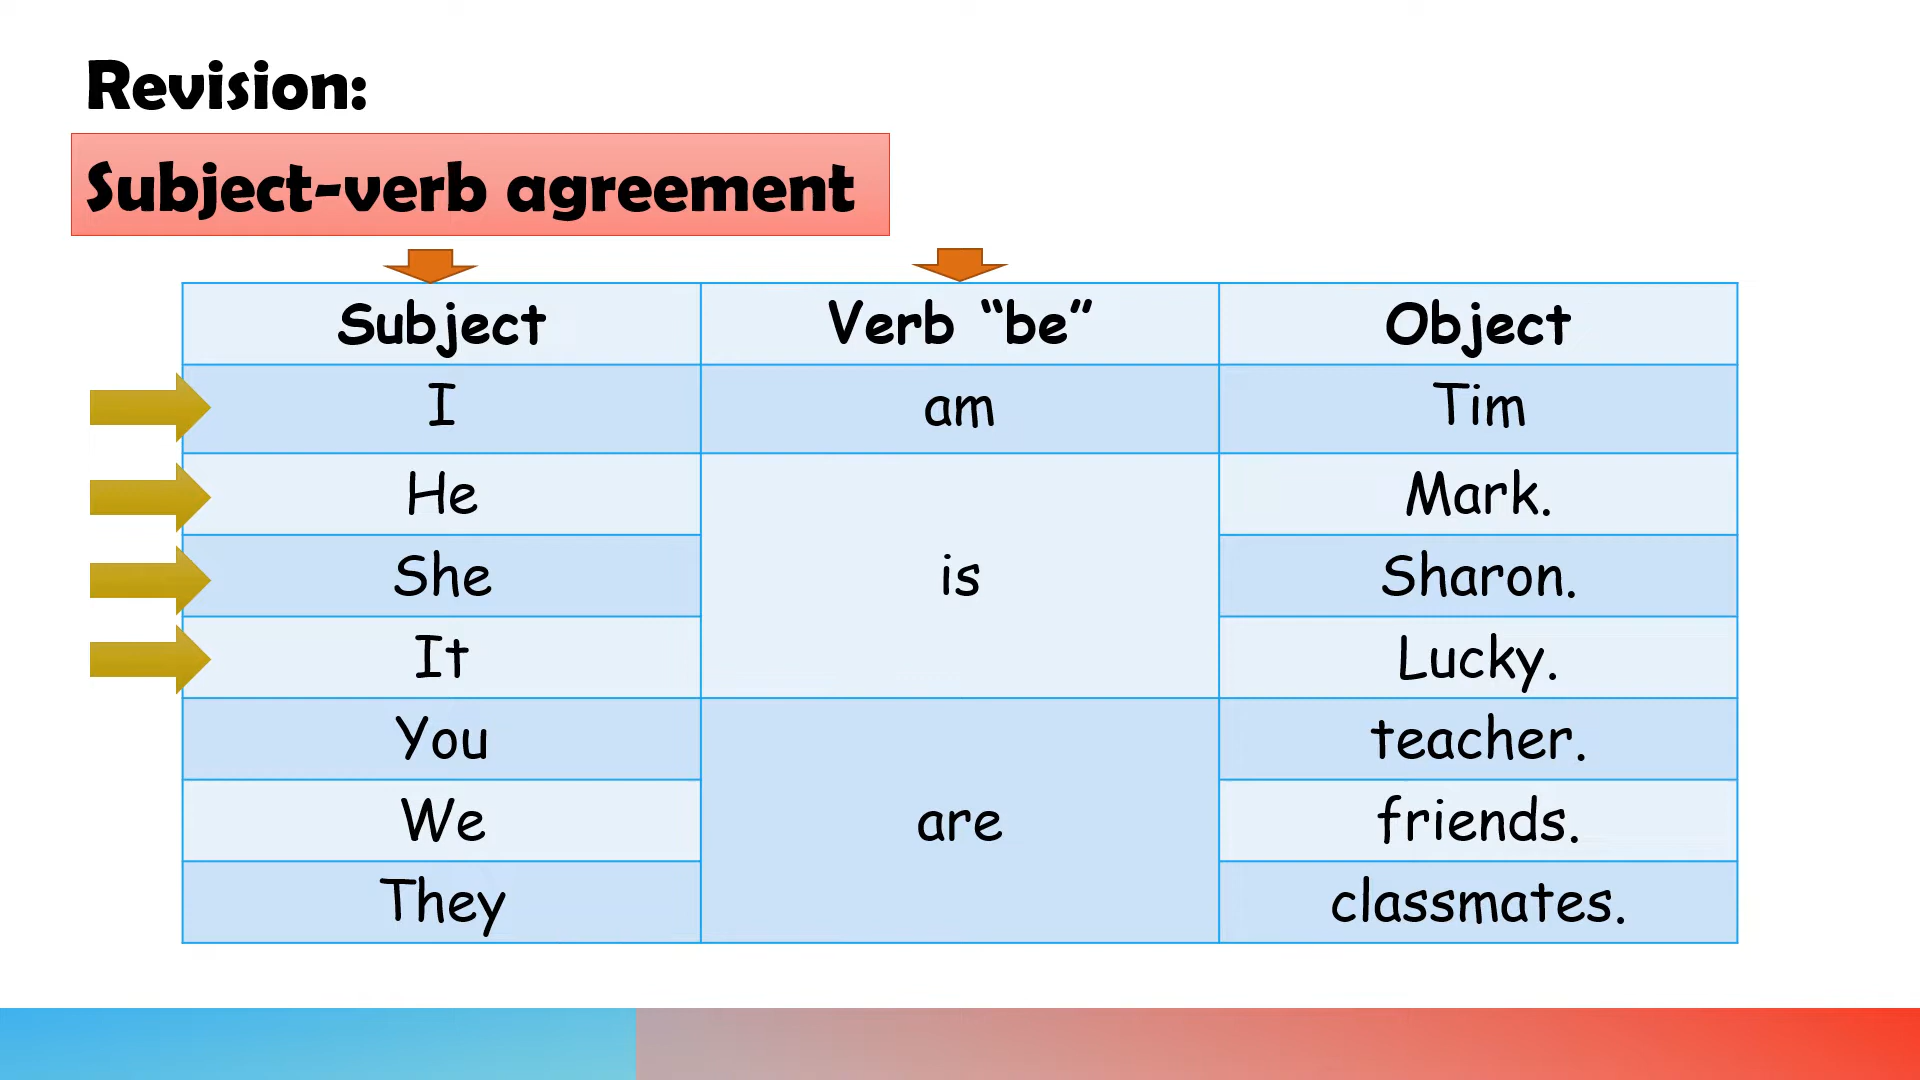 Revision:
Subject-verb agreement
Subject Verb “be” Object
I am Tim
He Mark.
She is Sharon.
It Lucky.
You teacher.
We are friends.
They classmates.